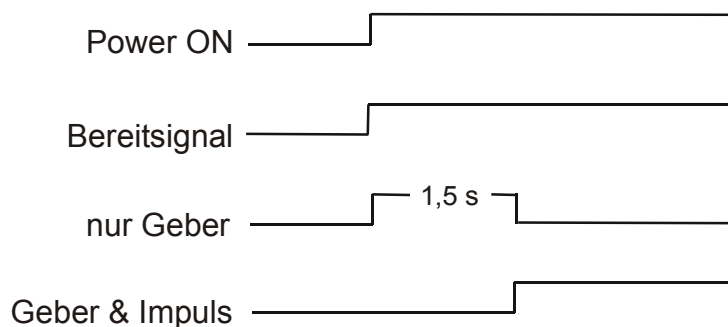 Power ON
Bereitsignal
nur Geber
1,5 s
Geber & Impuls